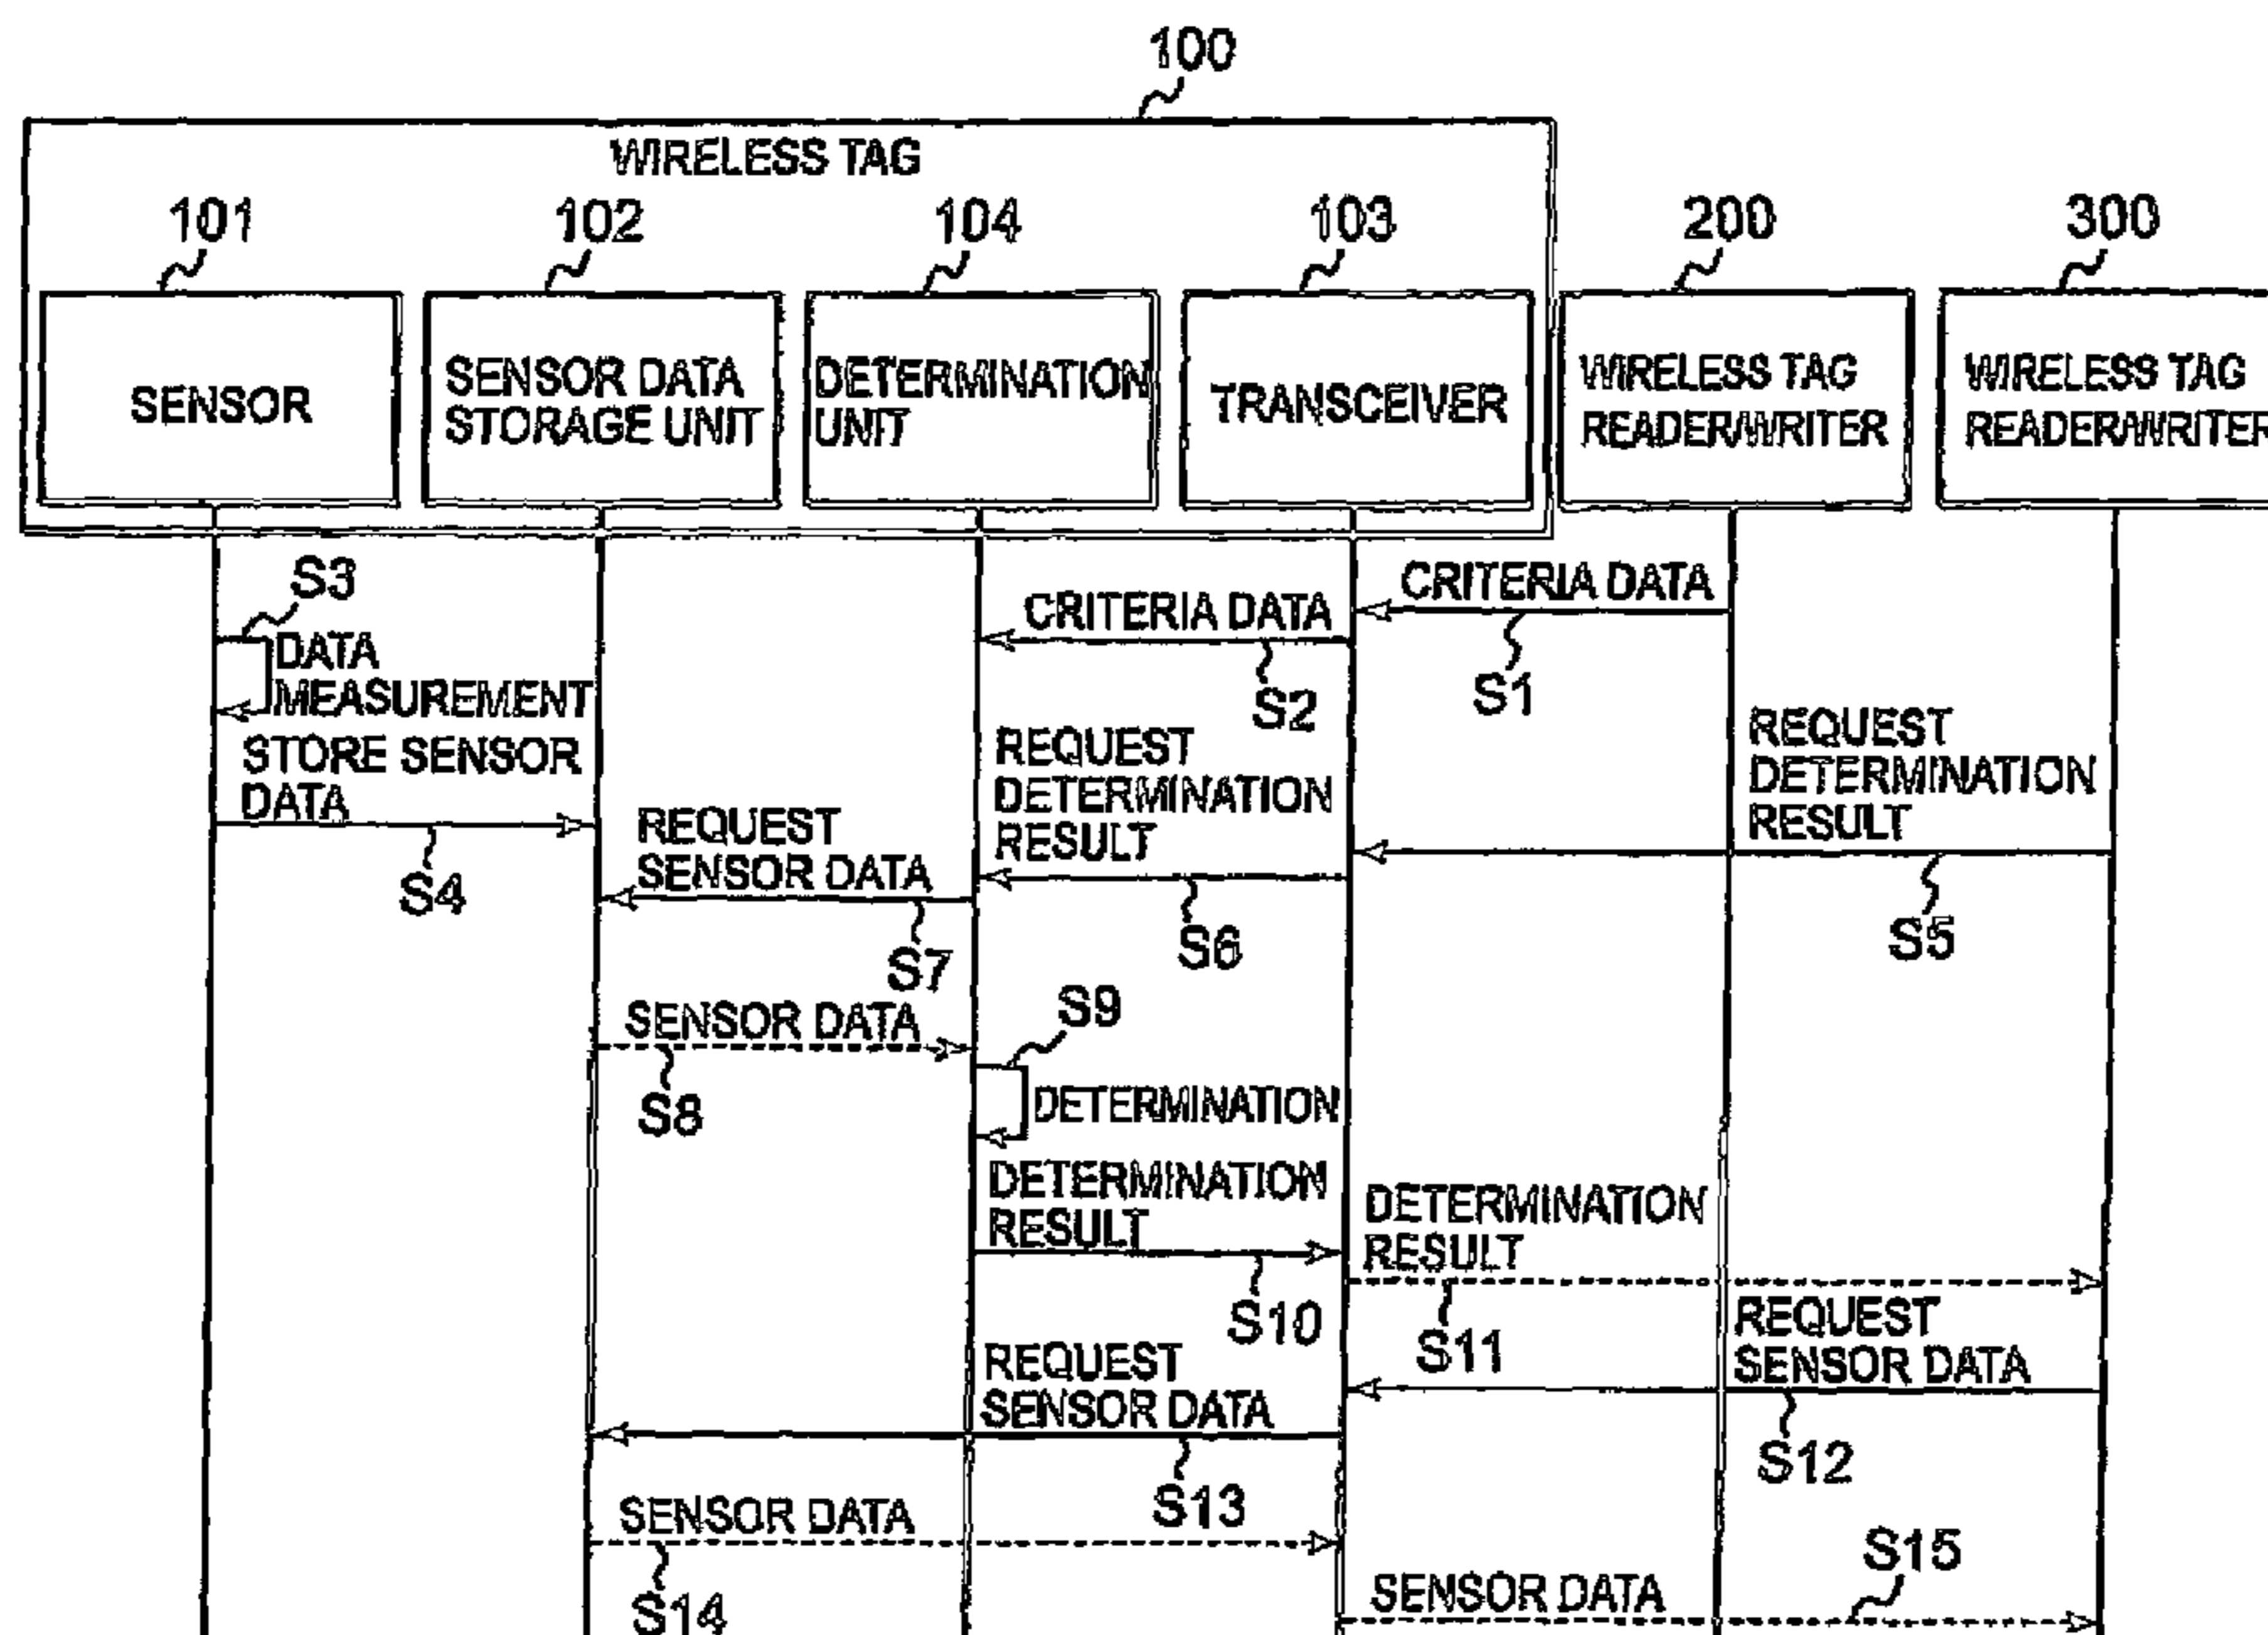 100
WIRELESS TAG
101
102
104
103
200
300
SENSOR
SENSOR DATA
STORAGE UNIT
DETERMINATION
UNIT
TRANSCEIVER
WIRELESS TAG
READER/WRITER
WIRELESS TAG
READER/WRITER
CRITERIA DATA
S1
CRITERIA DATA
S2
S3
DATA
MEASUREMENT
STORE SENSOR
DATA
S4
REQUEST
DETERMINATION
RESULT
S5
REQUEST
DETERMINATION
RESULT
S6
REQUEST
SENSOR DATA
S7
SENSOR DATA
S8
S9
DETERMINATION
DETERMINATION
RESULT
S10
DETERMINATION
RESULT
S11
REQUEST
SENSOR DATA
S12
REQUEST
SENSOR DATA
S13
SENSOR DATA
S14
S15
SENSOR DATA